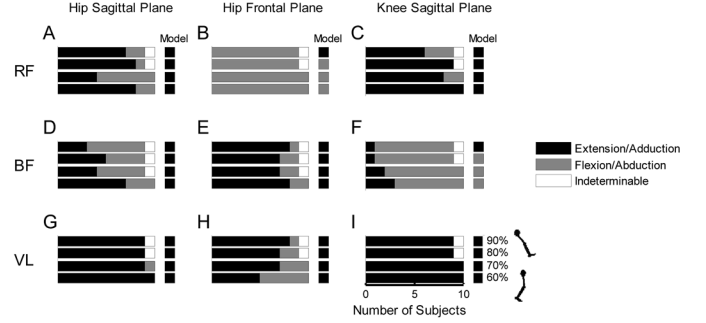 Hip Sagittal Plane Hip Frontal Plane Knee Sagittal Plane
A Model B Model C Model
RF
D E F
BF
Extension/Adduction
Flexion/Abduction
Indeterminable
G H I
VL
90%
80%
70%
60%
0 5 10
Number of Subjects